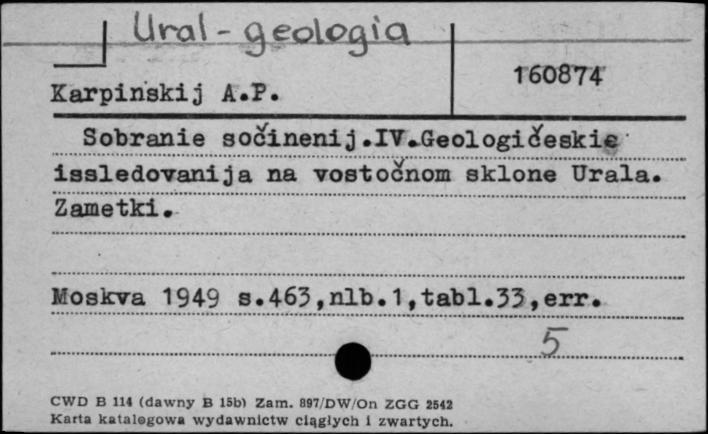 Ural - geologia
160874
Karpinskij A.P.
Sobranie sočinenij.IV.Geologičeskie
issledovanija na vostočnom sklone Urala.
Zametki.
Moskva 1949 s.463,nlb.1,tabl.33,err.
5
CWD B 114 (dawny B 15b) Zam. 897/DW/On ZGG 2542
Karta katalogowa wydawnictw ciągłych i zwartych.